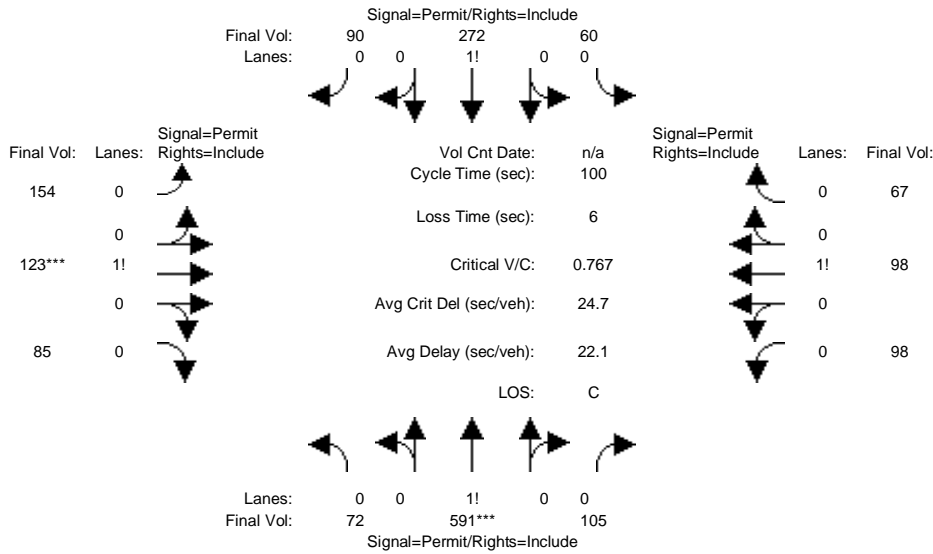 Signal=Permit/Rights=Include
Final Vol: 90 272 60
Lanes: 0 0 1! 0 0
Signal=Permit
Final Vol: Lanes: Rights=Include
Vol Cnt Date: n/a
Signal=Permit
Rights=Include Lanes: Final Vol:
Cycle Time (sec): 100
154 0
0 67
Loss Time (sec): 6
0
0
123*** 1!
Critical V/C: 0.767
1! 98
0
Avg Crit Del (sec/veh): 24.7
0
85 0
Avg Delay (sec/veh): 22.1
0 98
LOS: C
Lanes: 0 0 1! 0 0
Final Vol: 72 591*** 105
Signal=Permit/Rights=Include